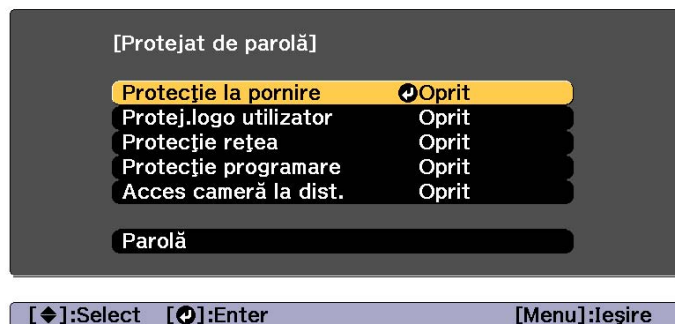 [Protejat de parolă]
Protecţie la pornire Oprit
Protej.logo utilizator Oprit
Protecţie reţea Oprit
Protecţie programare Oprit
Acces cameră la dist. Oprit
Parolă
[]:Select []:Enter [Menu]:Ieşire